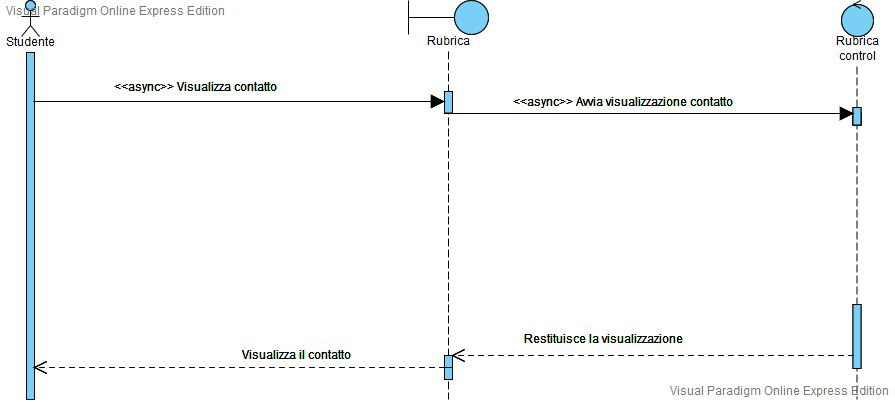 Visual Paradigm Online Express Edition
Studente
Rubrica
Rubrica
control
<<async>> Visualizza contatto
<<async>> Avvia visualizzazione contatto
Restituisce la visualizzazione
Visualizza il contatto
Visual Paradigm Online Express Edition